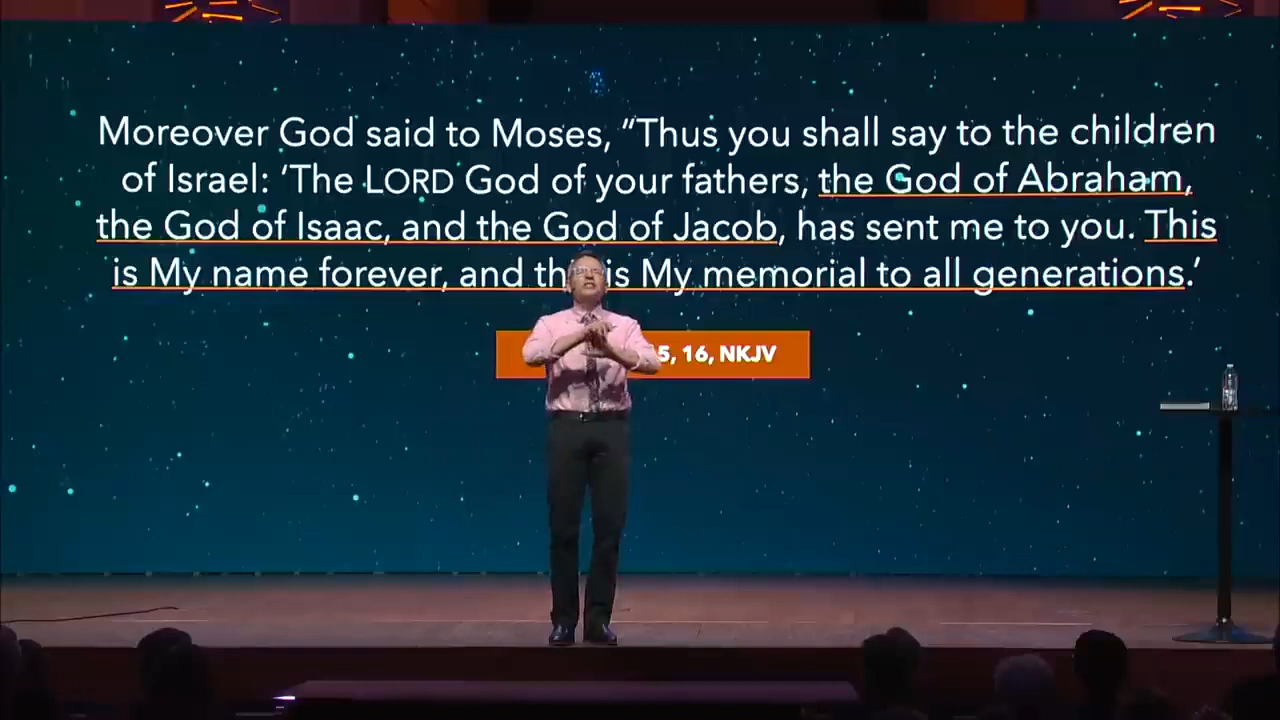 Moreover God said to Moses, “Thus you shall say to the children
of Israel: ‘The LORD God of your fathers, the God of Abraham,
the God of Isaac, and the God of Jacob, has sent me to you. This
is My name forever, and is My memorial to all generations.’
5, 16, NKJV